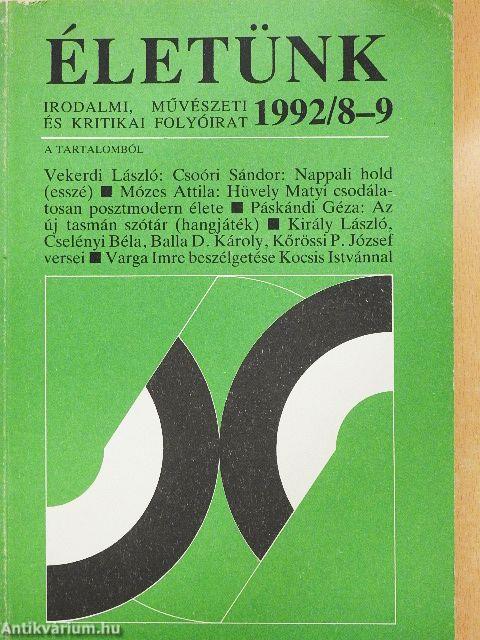 ÉLETÜNK
IRODALMI, MŰVÉSZETI
ÉS KRITIKAI FOLYÓIRAT 1992/8–9
A TARTALOMBÓL
Vekerdi László: Csoóri Sándor: Nappali hold
(esszé) ■ Mózes Attila: Hüvely Matyi csodála-
tosan posztmodern élete ■ Páskándi Géza: Az
új tasmán szótár (hangjáték) ■ Király László,
Cselényi Béla, Balla D. Károly, Kőrössi P. József
versei ■ Varga Imre beszélgetése Kocsis Istvánnal
Antikvárium.hu